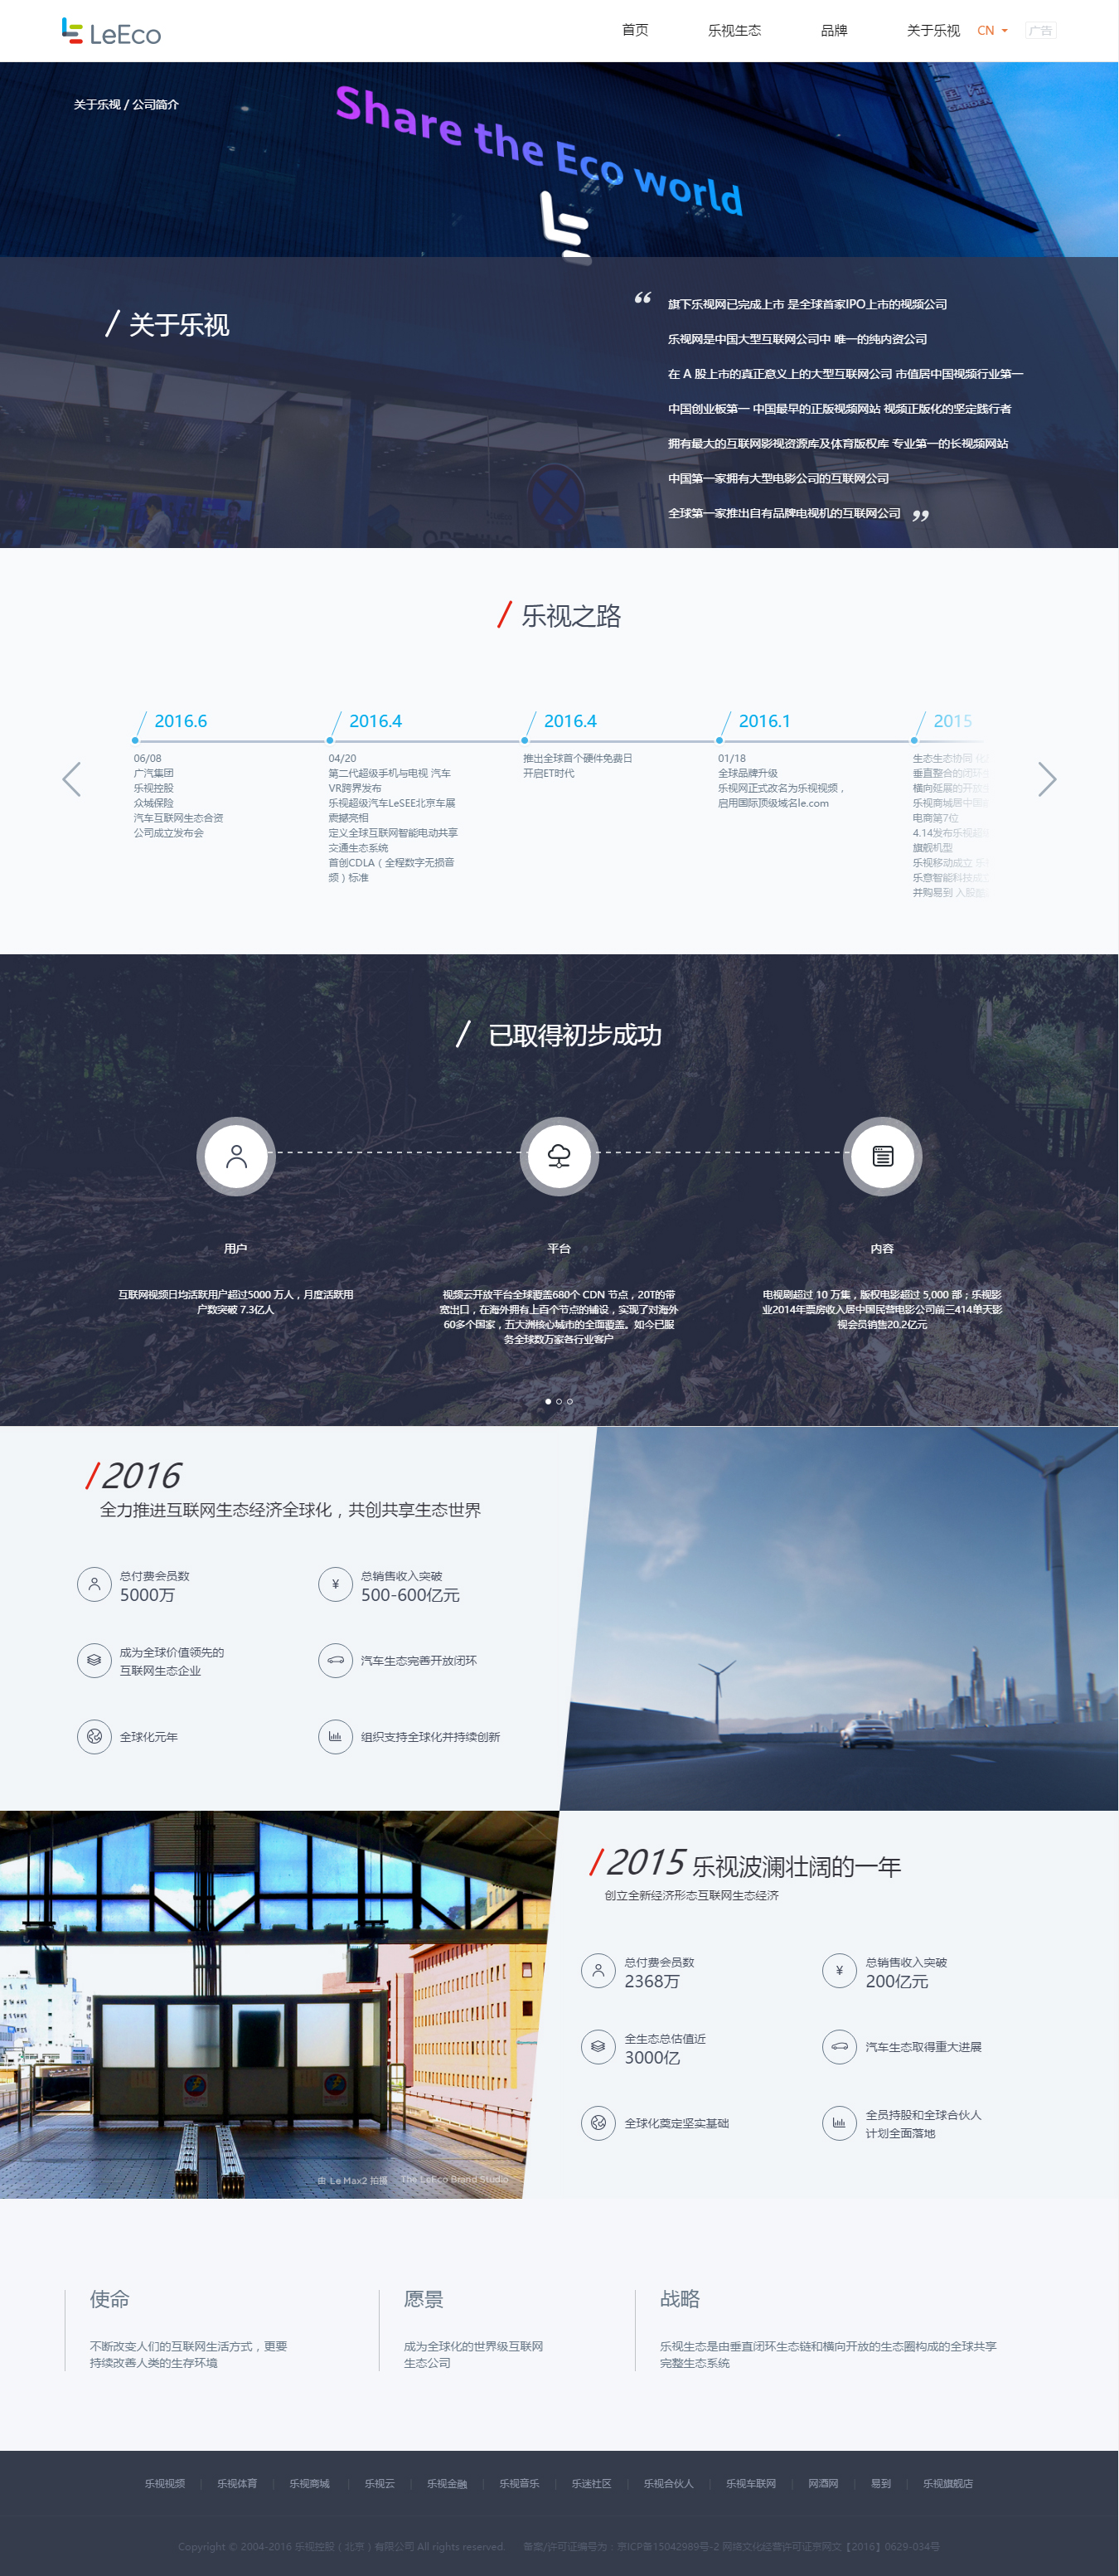 LeEco
首页 乐视生态 品牌 关于乐视 CN 广告
关于乐视 / 公司简介
Share the Eco world
关于乐视
旗下乐视网已完成上市 是全球首家IPO上市的视频公司
乐视网是中国大型互联网公司中 唯一的纯内资公司
在 A 股上市的真正意义上的大型互联网公司 市值居中国视频行业第一
中国创业板第一 中国最早的正版视频网站 视频正版化的坚定践行者
拥有最大的互联网影视资源库及体育版权库 专业第一的长视频网站
中国第一家拥有大型电影公司的互联网公司
全球第一家推出自有品牌电视机的互联网公司
乐视之路
2016.6
06/08
广汽集团
乐视控股
众城保险
汽车互联网生态合资
公司成立发布会
2016.4
04/20
第二代超级手机与电视 汽车
VR跨界发布
乐视超级汽车LeSEE北京车展
震撼亮相
定义全球互联网智能电动共享
交通生态系统
首创CDLA（全程数字无损音
频）标准
2016.4
推出全球首个硬件免费日
开启ET时代
2016.1
01/18
全球品牌升级
乐视网正式改名为乐视视频，
启用国际顶级域名le.com
2015
生态生态协同
垂直整合的闭环
横向延展的开放
乐视商城居中国
电商第7位
4.14发布乐视超
旗舰机型
乐视移动成立
乐意智能科技成立
并购易到 入股
已取得初步成功
用户
互联网视频日均活跃用户超过5000 万人，月度活跃用
户数突破 7.3亿人
平台
视频云开放平台全球覆盖680个 CDN 节点，20T的带
宽出口，在海外拥有上百个节点的铺设，实现了对海外
60多个国家，五大洲核心城市的全面覆盖。如今已服
务全球数万家各行业客户
内容
电视剧超过 10 万集，版权电影超过 5,000 部；乐视影
业2014年票房收入居中国民营电影公司前三414单天影
视会员销售20.2亿元
2016
全力推进互联网生态经济全球化，共创共享生态世界
总付费会员数
5000万
总销售收入突破
500-600亿元
成为全球价值领先的
互联网生态企业
汽车生态完善开放闭环
全球化元年
组织支持全球化并持续创新
2015 乐视波澜壮阔的一年
创立全新经济形态互联网生态经济
总付费会员数
2368万
总销售收入突破
200亿元
全生态总估值近
3000亿
汽车生态取得重大进展
全球化奠定坚实基础
全员持股和全球合伙人
计划全面落地
由 Le Max2 拍摄 The LeEco Brand Studio
使命
不断改变人们的互联网生活方式，更要
持续改善人类的生存环境
愿景
成为全球化的世界级互联网
生态公司
战略
乐视生态是由垂直闭环生态链和横向开放的生态圈构成的全球共享
完整生态系统
乐视视频 乐视体育 乐视商城 乐视云 乐视金融 乐视音乐 乐迷社区 乐视合伙人 乐视车联网 网酒网 易到 乐视旗舰店
Copyright © 2004-2016 乐视控股（北京）有限公司 All rights reserved. 备案/许可证编号为：京ICP备15042989号-2 网络文化经营许可证京网文【2016】0629-034号